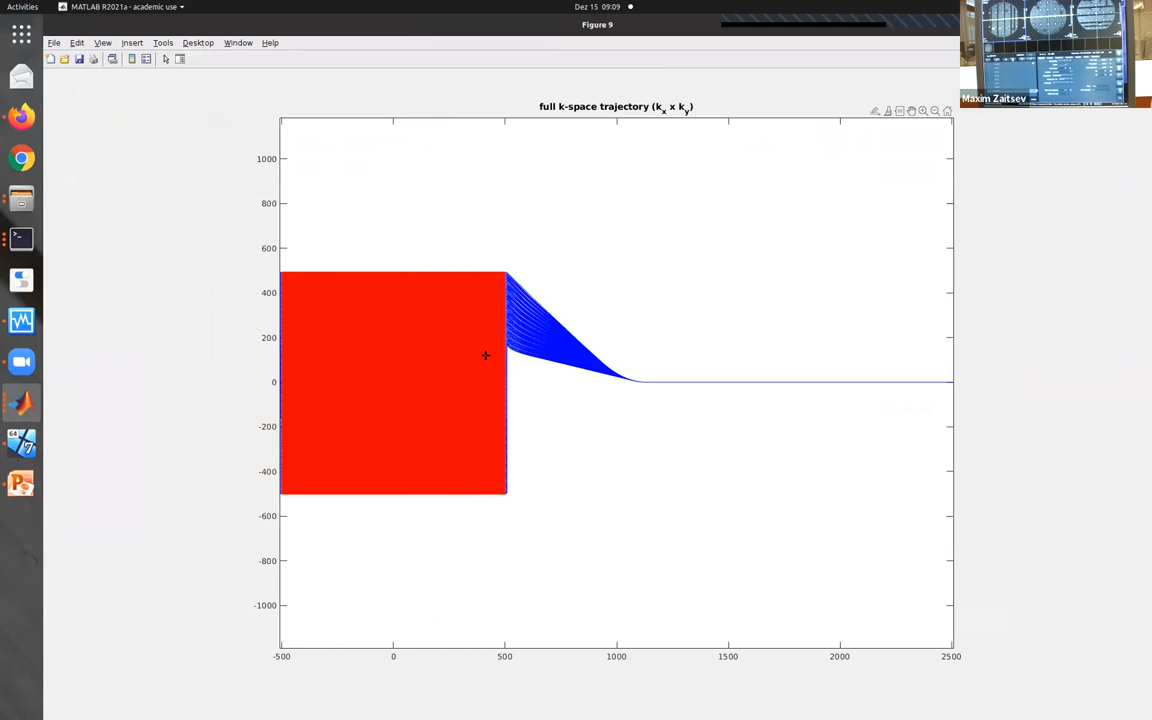 Activities
MATLAB R2021a - academic use
Dez 15 09:09
Figure 9
File Edit View Insert Tools Desktop Window Help
Maxim Zaitsev
full k-space trajectory (kx x ky)
1000
800
600
400
200
0
-200
-400
-600
-800
-1000
-500 0 500 1000 1500 2000 2500
64
7